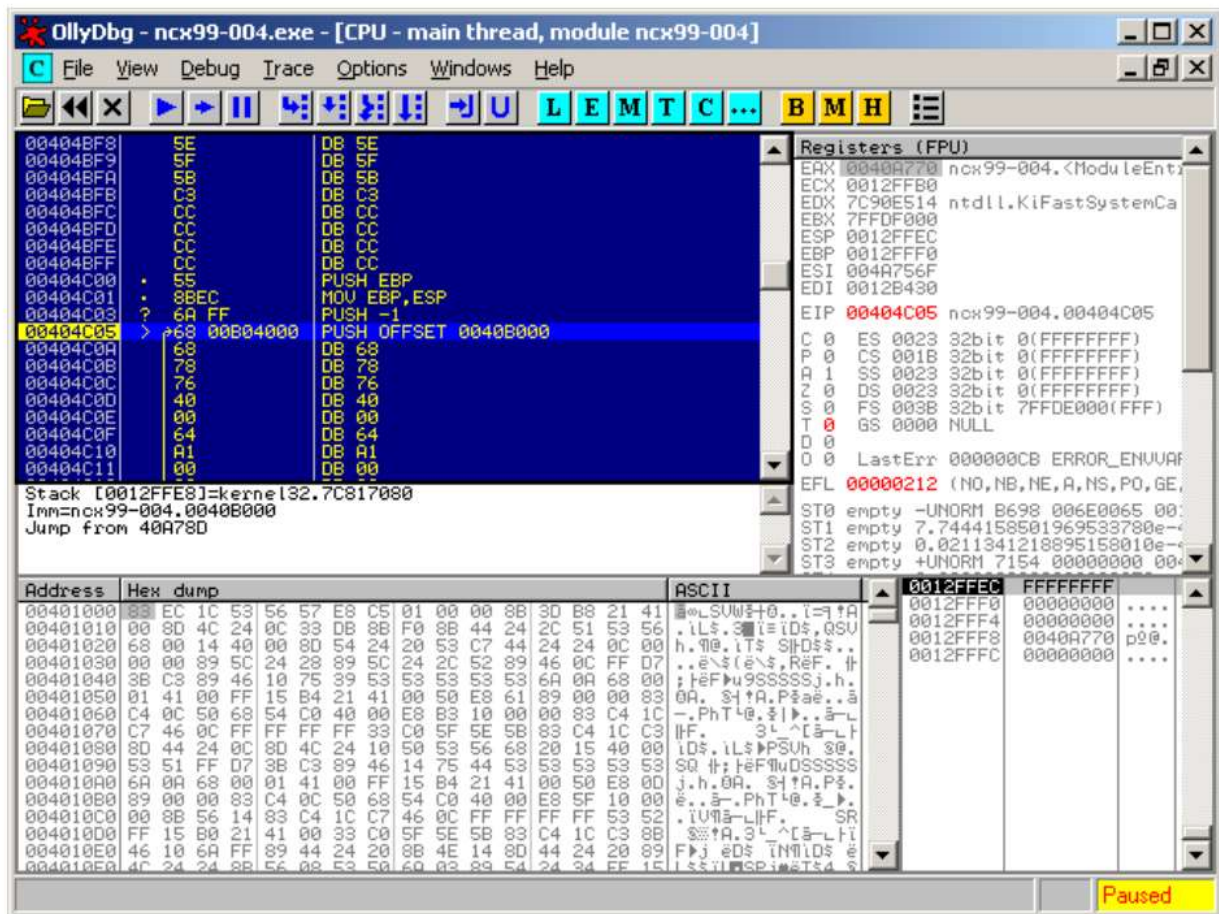 OllyDbg - ncx99-004.exe - [CPU - main thread, module ncx99-004]
C File View Debug Trace Options Windows Help
L E M T C ... B M H
00404BF8 5E DB 5E
00404BF9 5F DB 5F
00404BFA 5B DB 5B
00404BFB C3 DB C3
00404BFC CC DB CC
00404BFD CC DB CC
00404BFE CC DB CC
00404BFF CC DB CC
00404C00 . 55 PUSH EBP
00404C01 . 8BEC MOV EBP,ESP
00404C03 ? 6A FF PUSH -1
00404C05 > 68 00B04000 PUSH OFFSET 0040B000
00404C0A 68 DB 68
00404C0B 78 DB 78
00404C0C 76 DB 76
00404C0D 40 DB 40
00404C0E 00 DB 00
00404C0F 64 DB 64
00404C10 A1 DB A1
00404C11 00 DB 00
Stack [0012FFE8]=kernel32.7C817080
Imm=ncx99-004.0040B000
Jump from 40A78D
Registers (FPU)
EAX 0040A770 ncx99-004.<ModuleEnt
ECX 0012FFB0
EDX 7C90E514 ntdll.KiFastSystemCa
EBX 7FFDF000
ESP 0012FFEC
EBP 0012FFF0
ESI 004A756F
EDI 0012B430
EIP 00404C05 ncx99-004.00404C05
C 0 ES 0023 32bit 0(FFFFFFFF)
P 0 CS 001B 32bit 0(FFFFFFFF)
A 1 SS 0023 32bit 0(FFFFFFFF)
Z 0 DS 0023 32bit 0(FFFFFFFF)
S 0 FS 003B 32bit 7FFDE000(FFF)
T 0 GS 0000 NULL
D 0
O 0 LastErr 000000CB ERROR_ENVVAR
EFL 00000212 (NO,NB,NE,A,NS,PO,GE,
ST0 empty -UNORM B698 006E0065 001
ST1 empty 7.7444158501969533780e-
ST2 empty 0.0211341218895158010e-
ST3 empty +UNORM 7154 00000000 004
Address Hex dump ASCII
00401000 83 EC 1C 53 56 57 E8 C5 01 00 00 8B 3D B8 21 41
00401010 00 8D 4C 24 0C 33 DB 8B F0 8B 44 24 2C 51 53 56
00401020 68 00 14 40 00 8D 54 24 20 53 C7 44 24 24 0C 00
00401030 00 00 89 5C 24 28 89 5C 24 2C 52 89 46 0C FF D7
00401040 3B C3 89 46 10 75 39 53 53 53 53 53 6A 0A 68 00
00401050 01 41 00 FF 15 B4 21 41 00 50 E8 61 89 00 00 83
00401060 C4 0C 50 68 54 C0 40 00 E8 B3 10 00 00 83 C4 1C
00401070 C7 46 0C FF FF FF FF 33 C0 5F 5E 5B 83 C4 1C C3
00401080 8D 44 24 0C 8D 4C 24 10 50 53 56 68 20 15 40 00
00401090 53 51 FF D7 3B C3 89 46 14 75 44 53 53 53 53 53
004010A0 6A 0A 68 00 01 41 00 FF 15 B4 21 41 00 50 E8 0D
004010B0 89 00 00 83 C4 0C 50 68 54 C0 40 00 E8 5F 10 00
004010C0 00 8B 56 14 83 C4 1C C7 46 0C FF FF FF FF 53 52
004010D0 FF 15 B0 21 41 00 33 C0 5F 5E 5B 83 C4 1C C3 8B
004010E0 46 10 6A FF 89 44 24 20 8B 4E 14 8D 44 24 20 89
004010F0 4C 24 24 8B 56 08 53 50 6A 03 89 54 24 34 FF 15
0012FFEC FFFFFFFF
0012FFF0 00000000 ....
0012FFF4 00000000 ....
0012FFF8 0040A770 pº@.
0012FFFC 00000000 ....
Paused